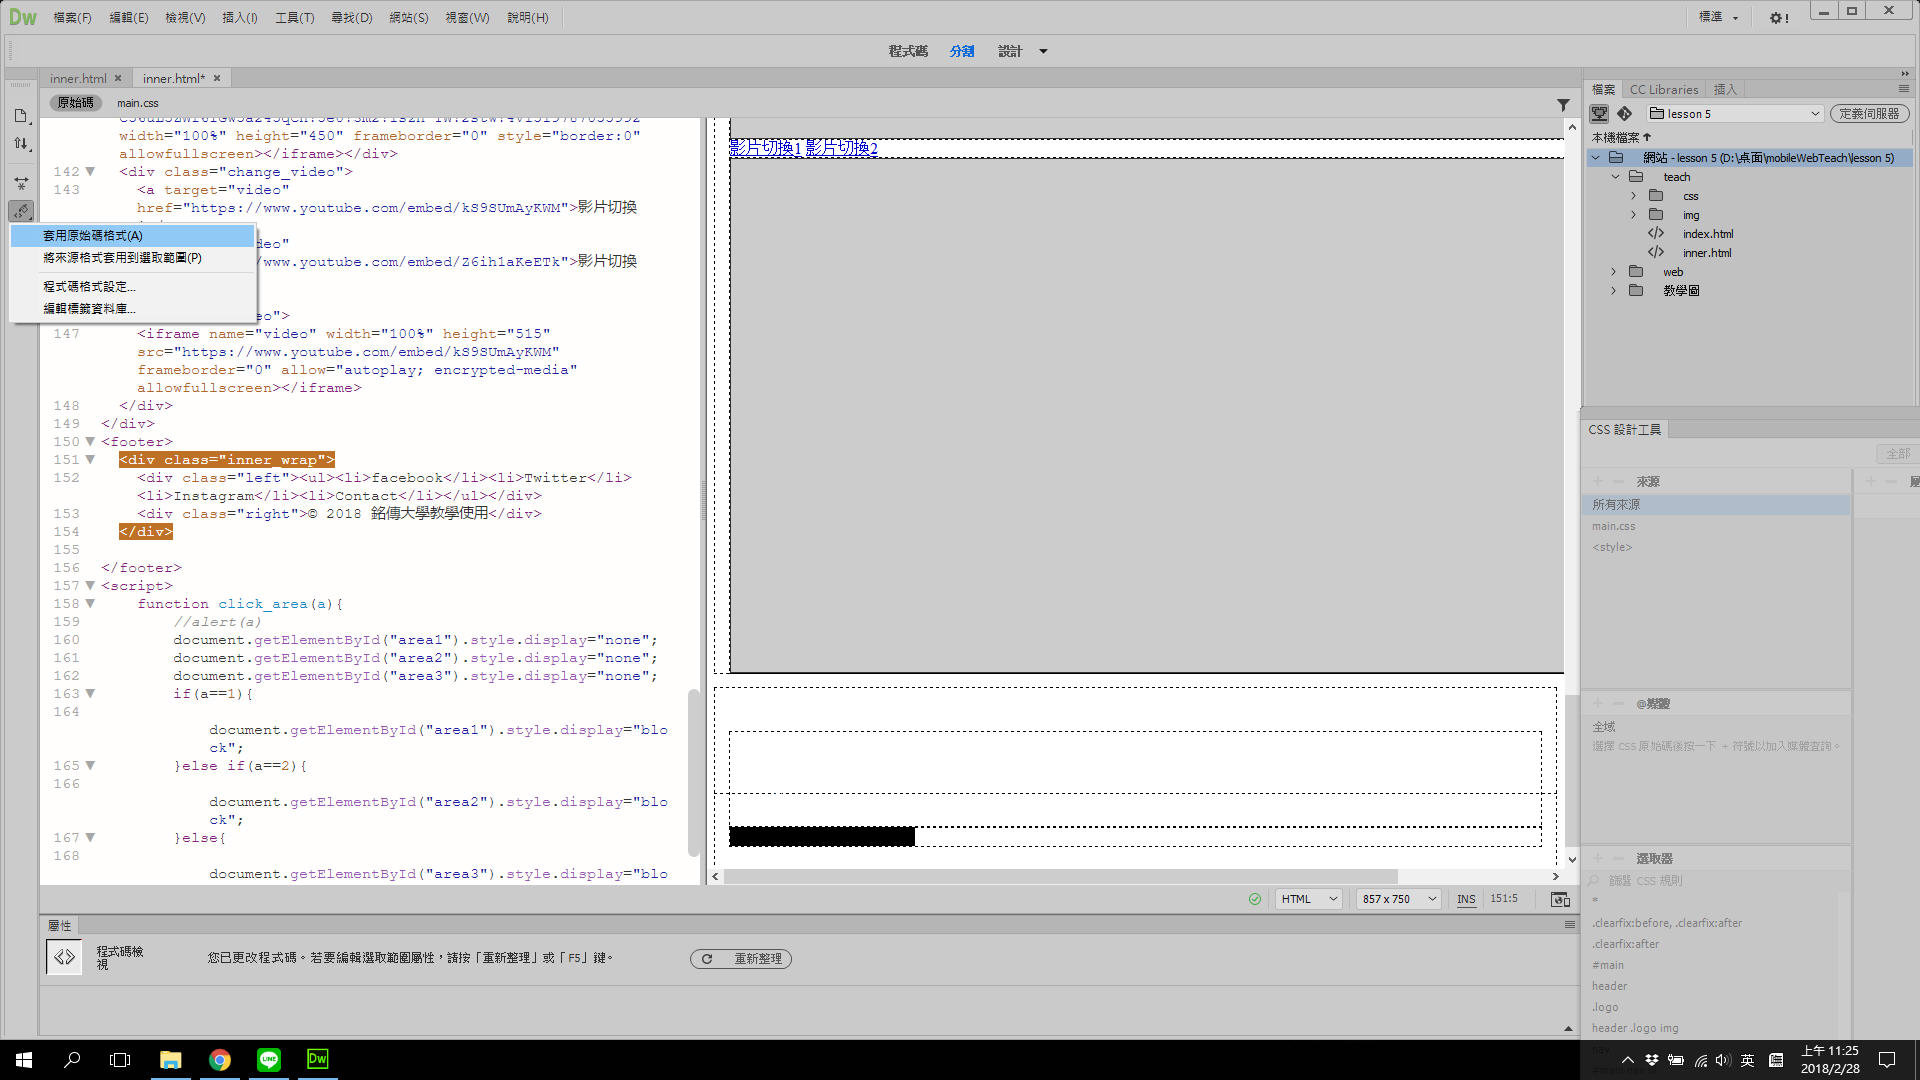 Dw 檔案(F) 編輯(E) 檢視(V) 插入(I) 工具(T) 尋找(D) 網站(S) 視窗(W) 說明(H) 標準
程式碼 分割 設計
inner.html inner.html*
原始碼 main.css
width="100%" height="450" frameborder="0" style="border:0"
allowfullscreen></iframe></div>
142 <div class="change_video">
143 <a target="video"
href="https://www.youtube.com/embed/kS9SUmAyKWM">影片切換
套用原始碼格式(A)
deo"
將來源格式套用到選取範圍(P)
/www.youtube.com/embed/Z6ih1aKeETk">影片切換
程式碼格式設定...
編輯標籤資料庫...
eo">
147 <iframe name="video" width="100%" height="515"
src="https://www.youtube.com/embed/kS9SUmAyKWM"
frameborder="0" allow="autoplay; encrypted-media"
allowfullscreen></iframe>
148 </div>
149 </div>
150 <footer>
151 <div class="inner_wrap">
152 <div class="left"><ul><li>facebook</li><li>Twitter</li>
<li>Instagram</li><li>Contact</li></ul></div>
153 <div class="right">© 2018 銘傳大學教學使用</div>
154 </div>
155
156 </footer>
157 <script>
158 function click_area(a){
159 //alert(a)
160 document.getElementById("area1").style.display="none";
161 document.getElementById("area2").style.display="none";
162 document.getElementById("area3").style.display="none";
163 if(a==1){
164
document.getElementById("area1").style.display="blo
ck";
165 }else if(a==2){
166
document.getElementById("area2").style.display="blo
ck";
167 }else{
168
document.getElementById("area3").style.display="blo
影片切換1 影片切換2
HTML 857 x 750 INS 151:5
屬性
程式碼檢
視
您已更改程式碼。若要編輯選取範圍屬性，請按「重新整理」或「F5」鍵。
重新整理
檔案 CC Libraries 插入
lesson 5 定義伺服器
本機檔案
網站 - lesson 5 (D:\桌面\mobileWebTeach\lesson 5)
teach
css
img
index.html
inner.html
web
教學圖
CSS 設計工具
全部
來源
所有來源
main.css
<style>
@媒體
全域
選擇 CSS 原始碼後按一下 + 符號以加入媒體查詢。
選取器
篩選 CSS 規則
*
.clearfix:before, .clearfix:after
.clearfix:after
#main
header
.logo
header .logo img
Dw
英
上午 11:25
2018/2/28